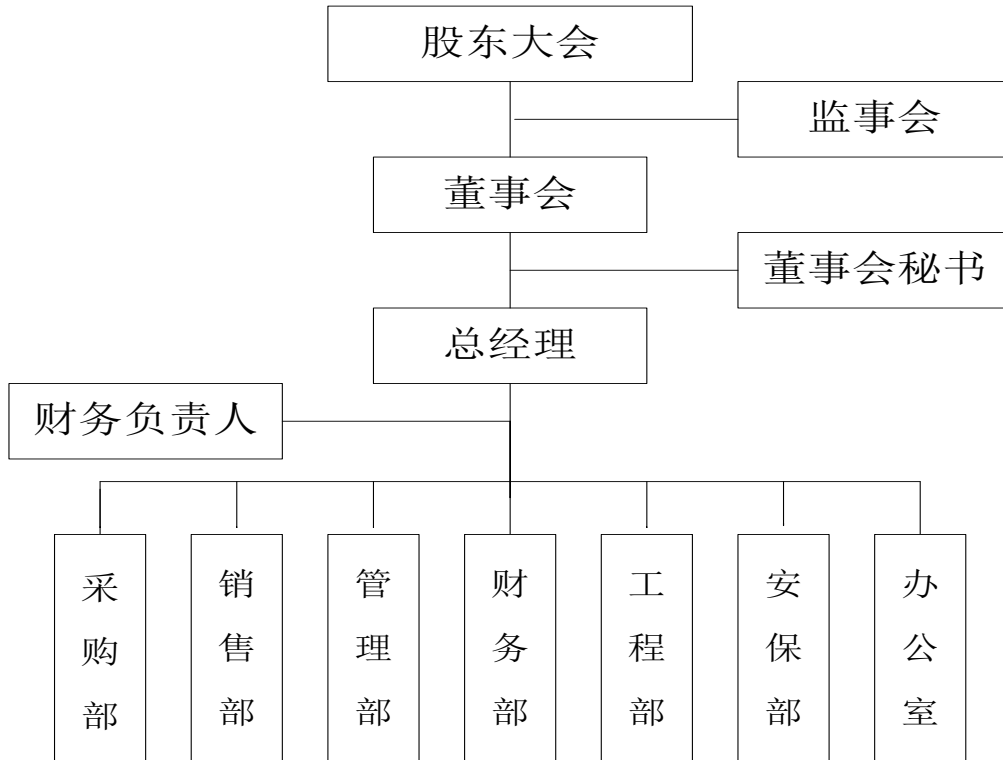 股东大会
监事会
董事会
董事会秘书
总经理
财务负责人
采购部
销售部
管理部
财务部
工程部
安保部
办公室